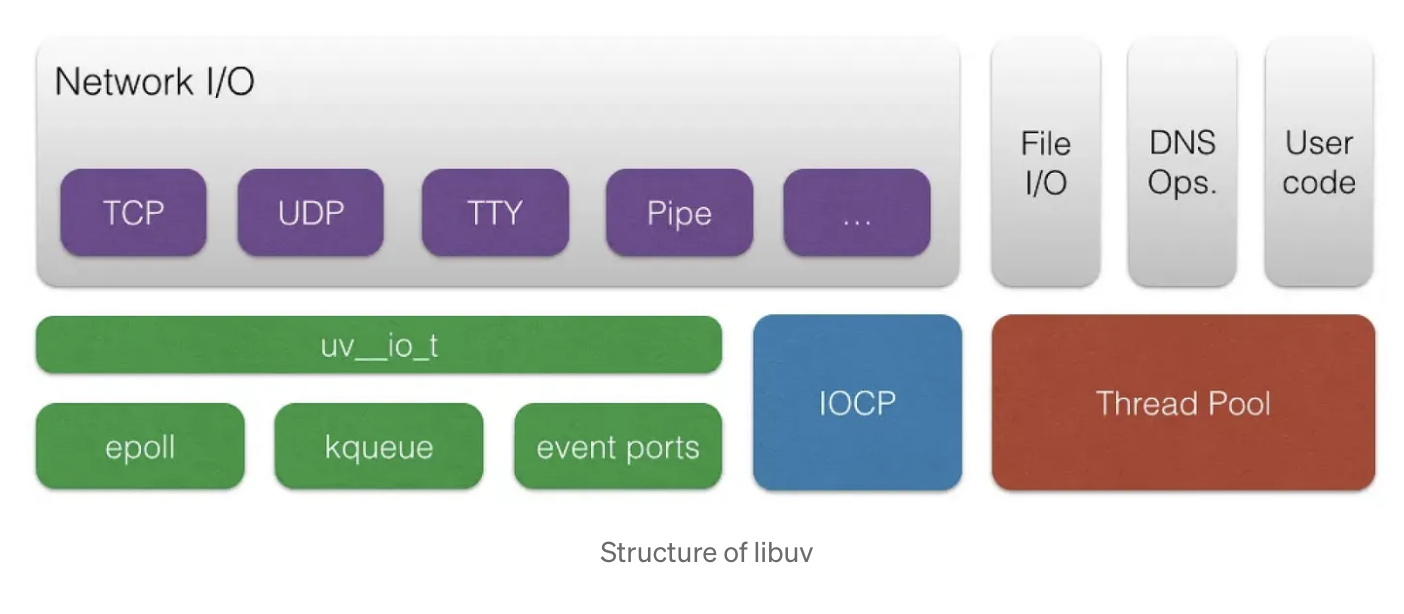 Network I/O
TCP
UDP
TTY
Pipe
...
File
I/O
DNS
Ops.
User
code
uv__io_t
IOCP
Thread Pool
epoll
kqueue
event ports
Structure of libuv